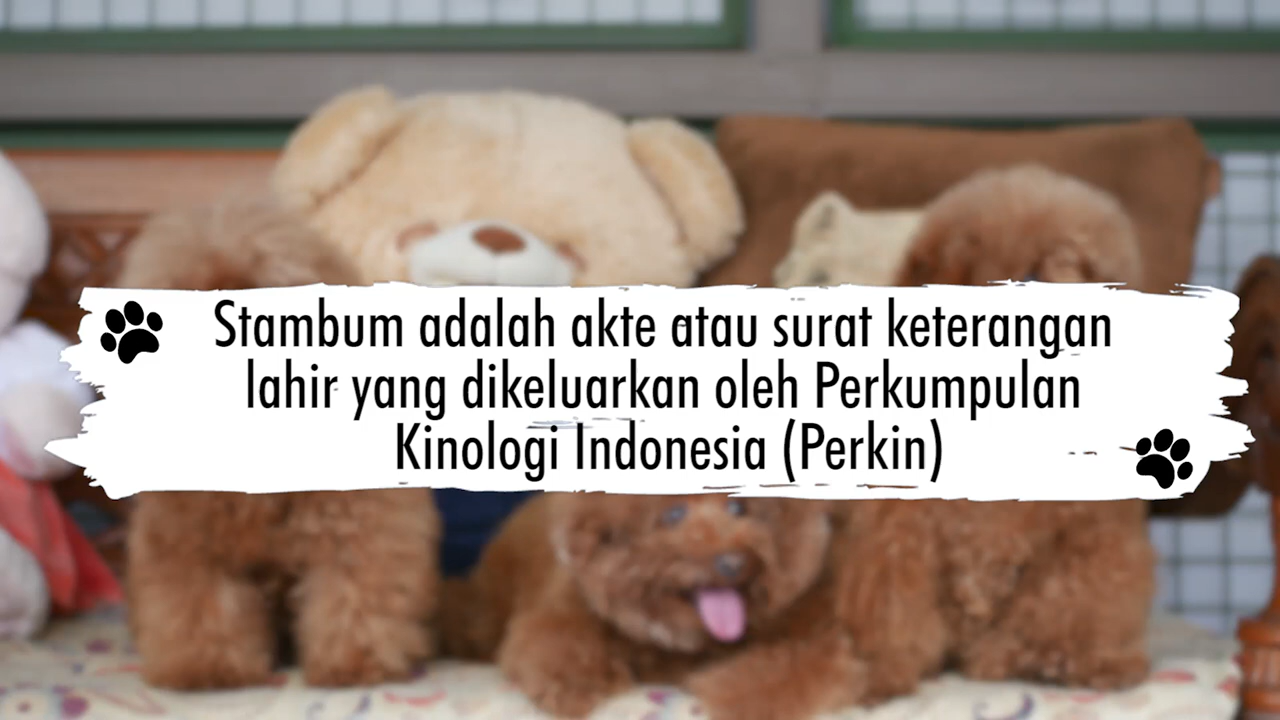 Stambum adalah akte atau surat keterangan
lahir yang dikeluarkan oleh Perkumpulan
Kinologi Indonesia (Perkin)